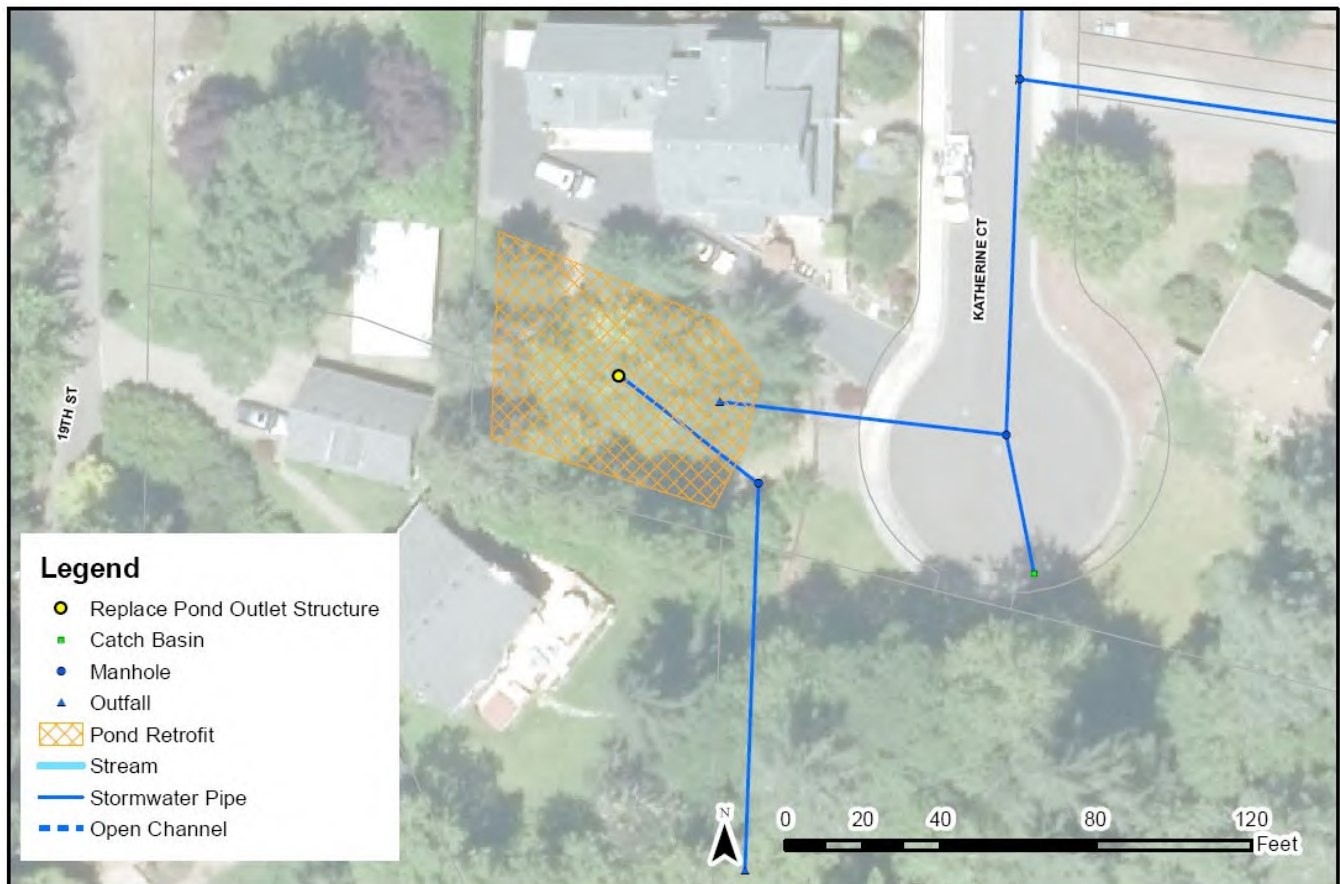 KATHERINE CT
19TH ST
Legend
Replace Pond Outlet Structure
Catch Basin
Manhole
Outfall
Pond Retrofit
Stream
Stormwater Pipe
Open Channel
N
0 20 40 80 120
Feet